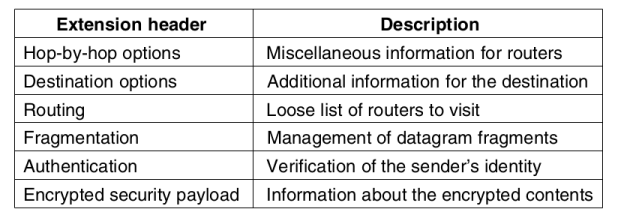 Extension header Description
Hop-by-hop options Miscellaneous information for routers
Destination options Additional information for the destination
Routing Loose list of routers to visit
Fragmentation Management of datagram fragments
Authentication Verification of the sender's identity
Encrypted security payload Information about the encrypted contents